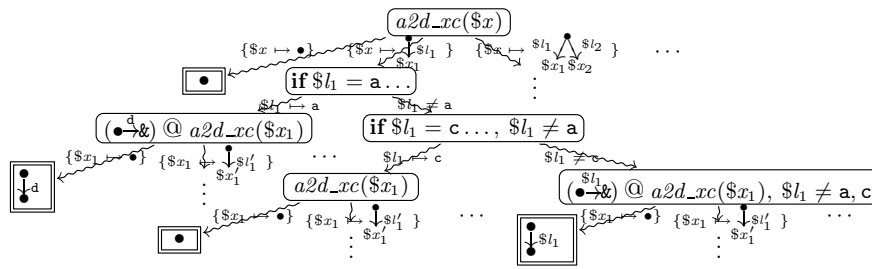 a2d_xc($x)
{$x ↦ •} {$x ↦ $l₁ $x₁ } {$x ↦ $l₁ $l₂ $x₁ $x₂ } ...
if $l₁ = a ...
$l₁ ↦ a $l₁ ≠ a
(•→& d) @ a2d_xc($x₁) if $l₁ = c ..., $l₁ ≠ a
{$x₁ ↦ •} {$x₁ ↦ $l′₁ $x′₁ } ... $l₁ ↦ c $l₁ ≠ c
d a2d_xc($x₁) (•→& $l₁) @ a2d_xc($x₁), $l₁ ≠ a, c
{$x₁ ↦ •} {$x₁ ↦ $l′₁ $x′₁ } ... {$x₁ ↦ •} {$x₁ ↦ $l′₁ $x′₁ } ...
$l₁